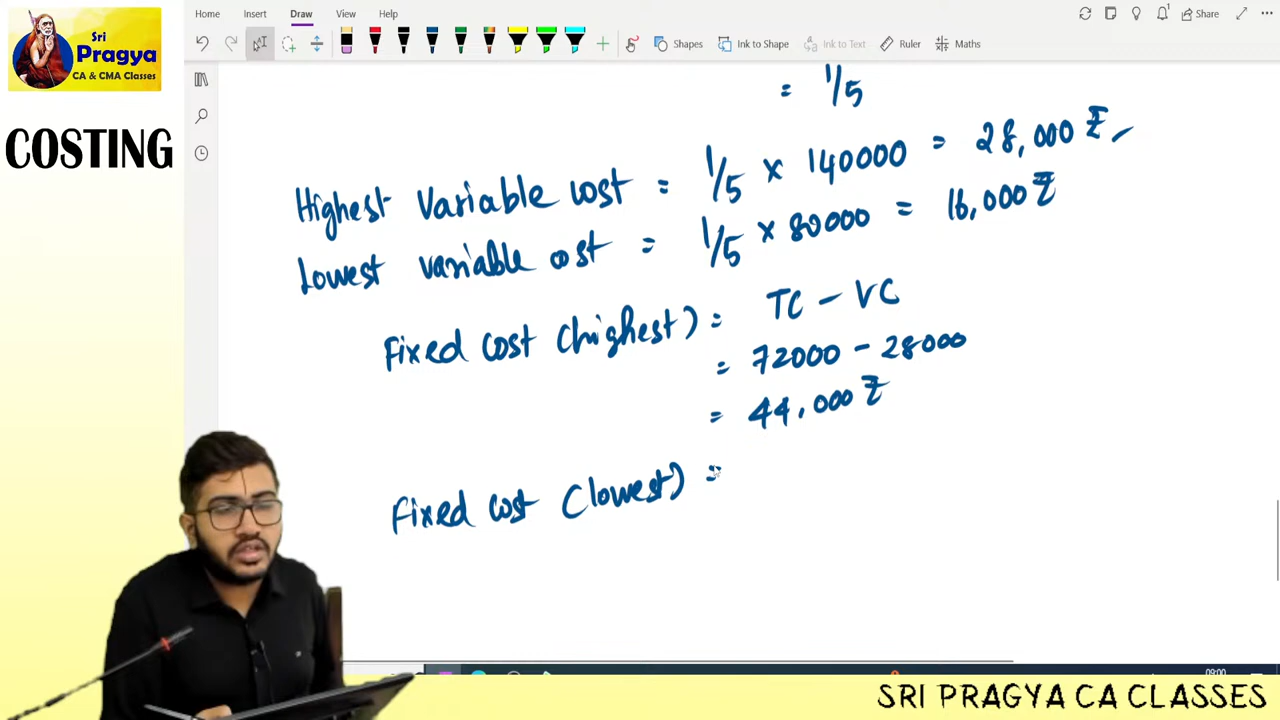 Sri
Pragya
CA & CMA Classes
COSTING
Home Insert Draw View Help
Share
Shapes Ink to Shape Ink to Text Ruler Maths
= 1/5
Highest variable cost = 1/5 × 140000 = 28,000 ₹
Lowest variable cost = 1/5 × 80000 = 16,000 ₹
Fixed cost (highest) = TC - VC
= 72000 - 28000
= 44,000 ₹
Fixed cost (lowest) =
SRI PRAGYA CA CLASSES